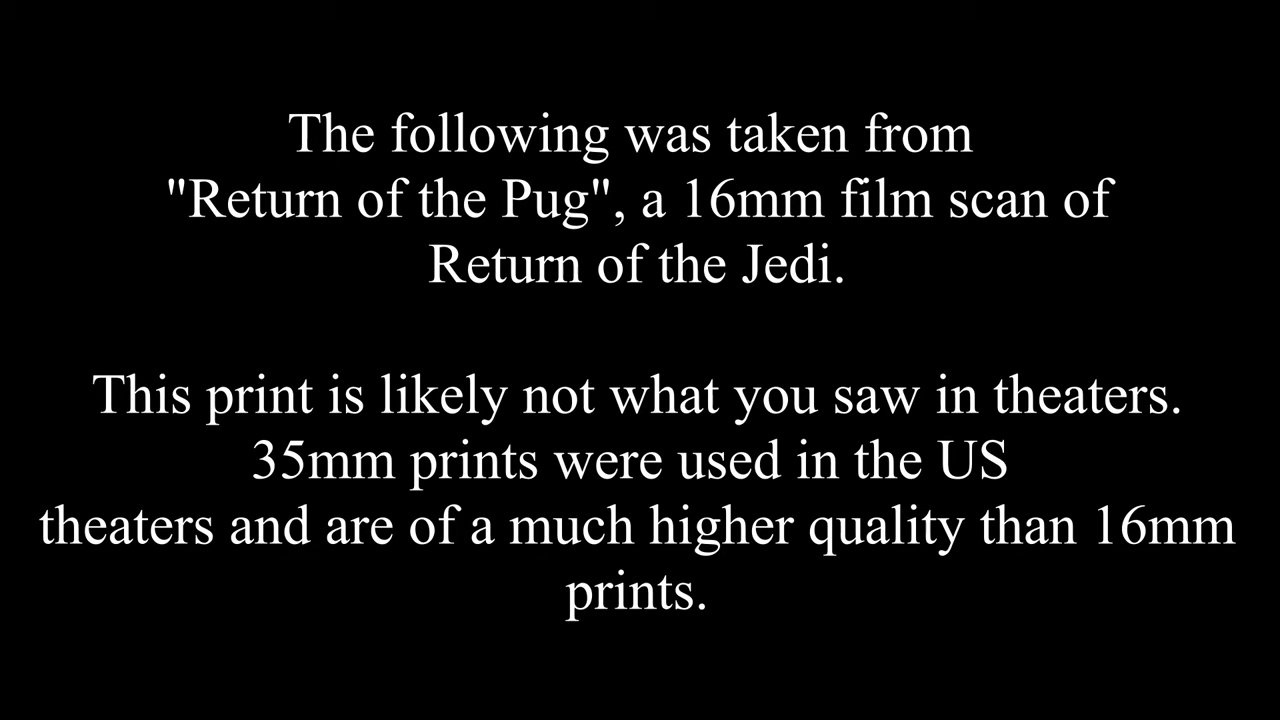 The following was taken from
"Return of the Pug", a 16mm film scan of
Return of the Jedi.
This print is likely not what you saw in theaters.
35mm prints were used in the US
theaters and are of a much higher quality than 16mm
prints.